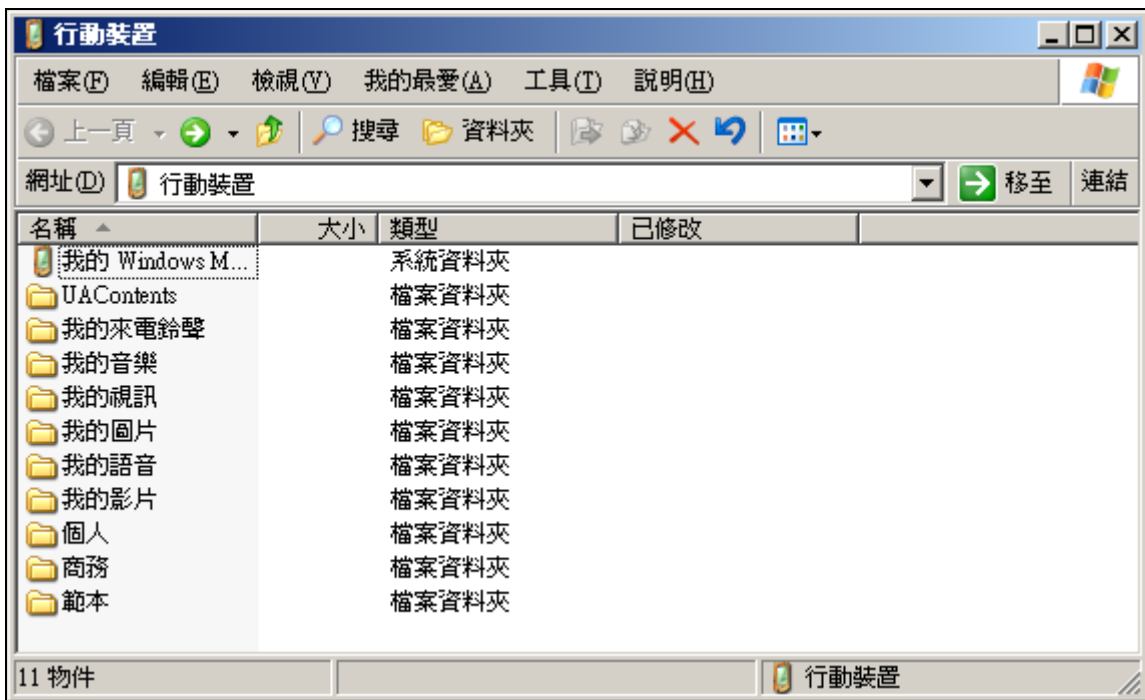 行動裝置
檔案(F) 編輯(E) 檢視(V) 我的最愛(A) 工具(T) 說明(H)
上一頁 搜尋 資料夾
網址(D) 行動裝置 移至 連結
名稱 大小 類型 已修改
我的 Windows M... 系統資料夾
UAContents 檔案資料夾
我的來電鈴聲 檔案資料夾
我的音樂 檔案資料夾
我的視訊 檔案資料夾
我的圖片 檔案資料夾
我的語音 檔案資料夾
我的影片 檔案資料夾
個人 檔案資料夾
商務 檔案資料夾
範本 檔案資料夾
11 物件 行動裝置